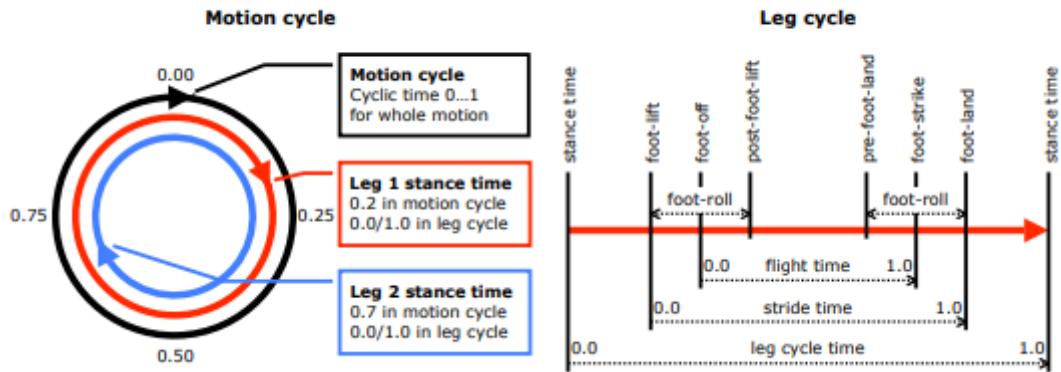 Motion cycle
0.00
0.25
0.50
0.75
Motion cycle
Cyclic time 0...1
for whole motion
Leg 1 stance time
0.2 in motion cycle
0.0/1.0 in leg cycle
Leg 2 stance time
0.7 in motion cycle
0.0/1.0 in leg cycle
Leg cycle
stance time
foot-lift
foot-off
post-foot-lift
pre-foot-land
foot-strike
foot-land
stance time
foot-roll
foot-roll
0.0 flight time 1.0
0.0 stride time 1.0
0.0 leg cycle time 1.0